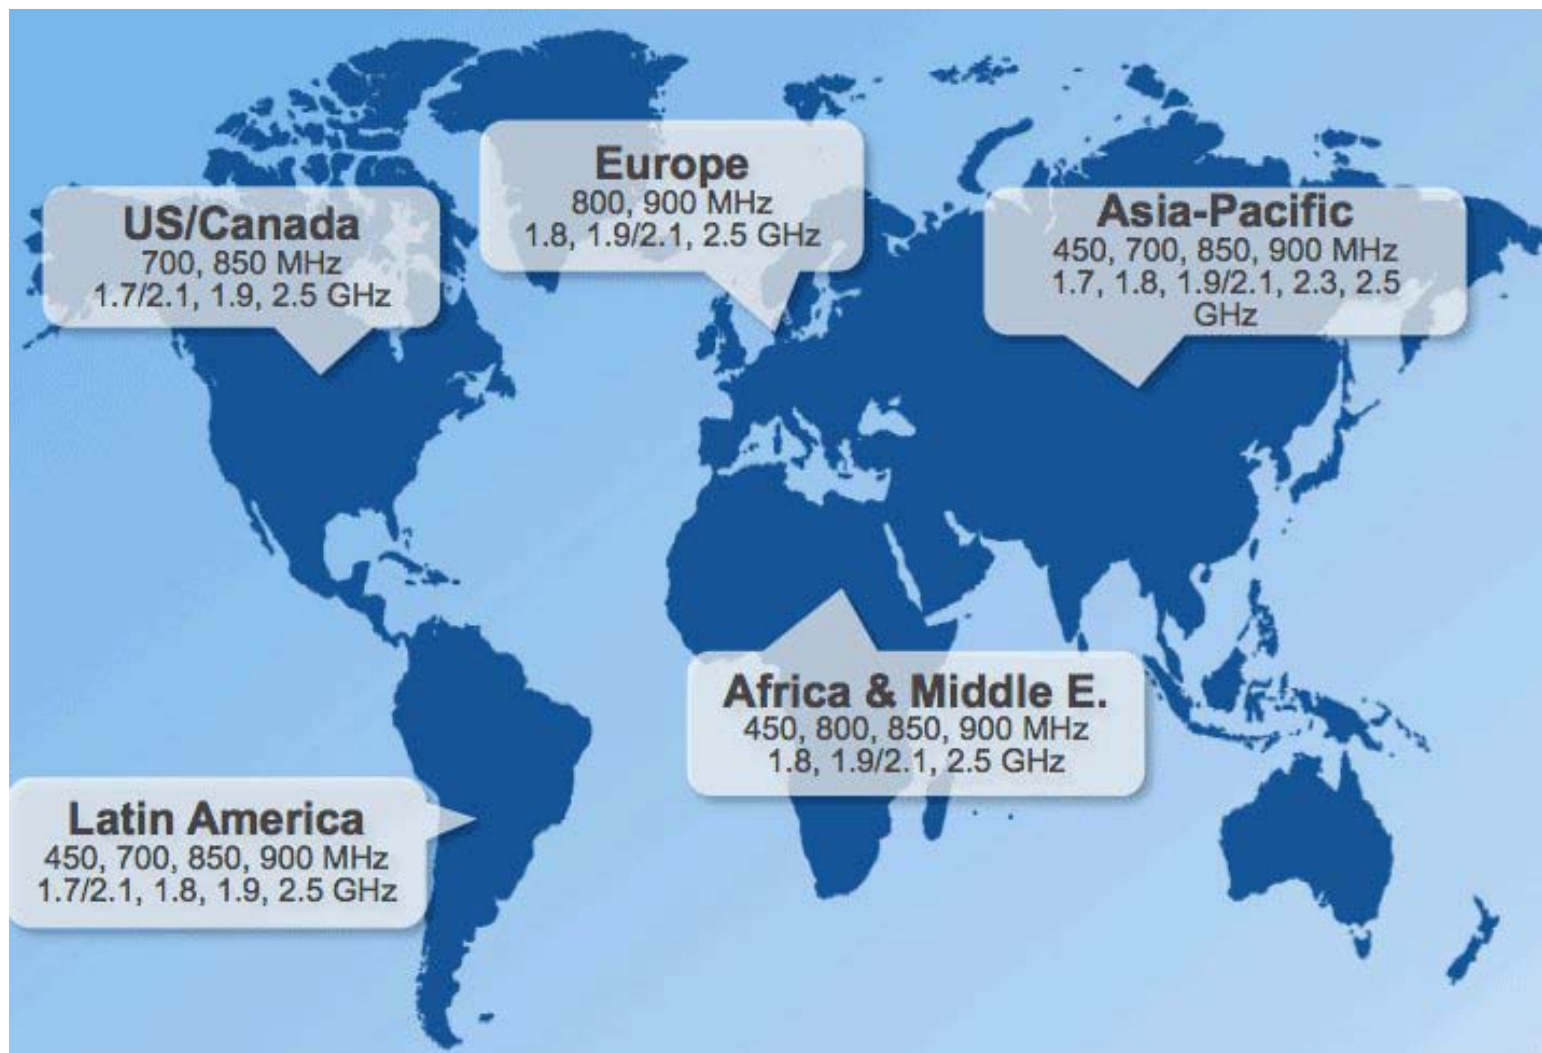 Europe
800, 900 MHz
1.8, 1.9/2.1, 2.5 GHz
US/Canada
700, 850 MHz
1.7/2.1, 1.9, 2.5 GHz
Asia-Pacific
450, 700, 850, 900 MHz
1.7, 1.8, 1.9/2.1, 2.3, 2.5
GHz
Africa & Middle E.
450, 800, 850, 900 MHz
1.8, 1.9/2.1, 2.5 GHz
Latin America
450, 700, 850, 900 MHz
1.7/2.1, 1.8, 1.9, 2.5 GHz